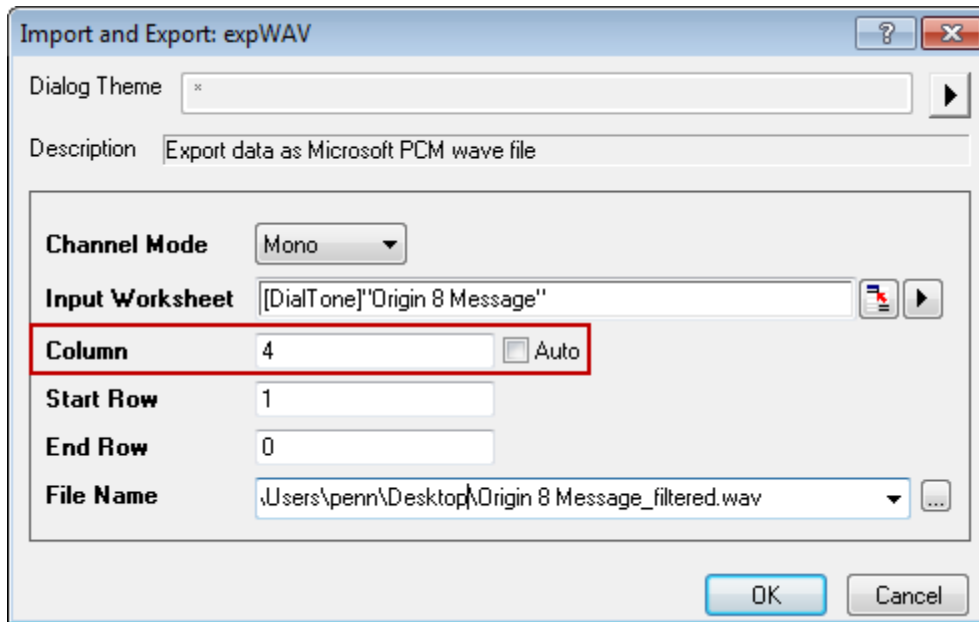 Import and Export: expWAV
Dialog Theme *
Description Export data as Microsoft PCM wave file
Channel Mode Mono
Input Worksheet [DialTone]"Origin 8 Message"
Column 4 Auto
Start Row 1
End Row 0
File Name \Users\penn\Desktop\Origin 8 Message_filtered.wav ...
OK Cancel